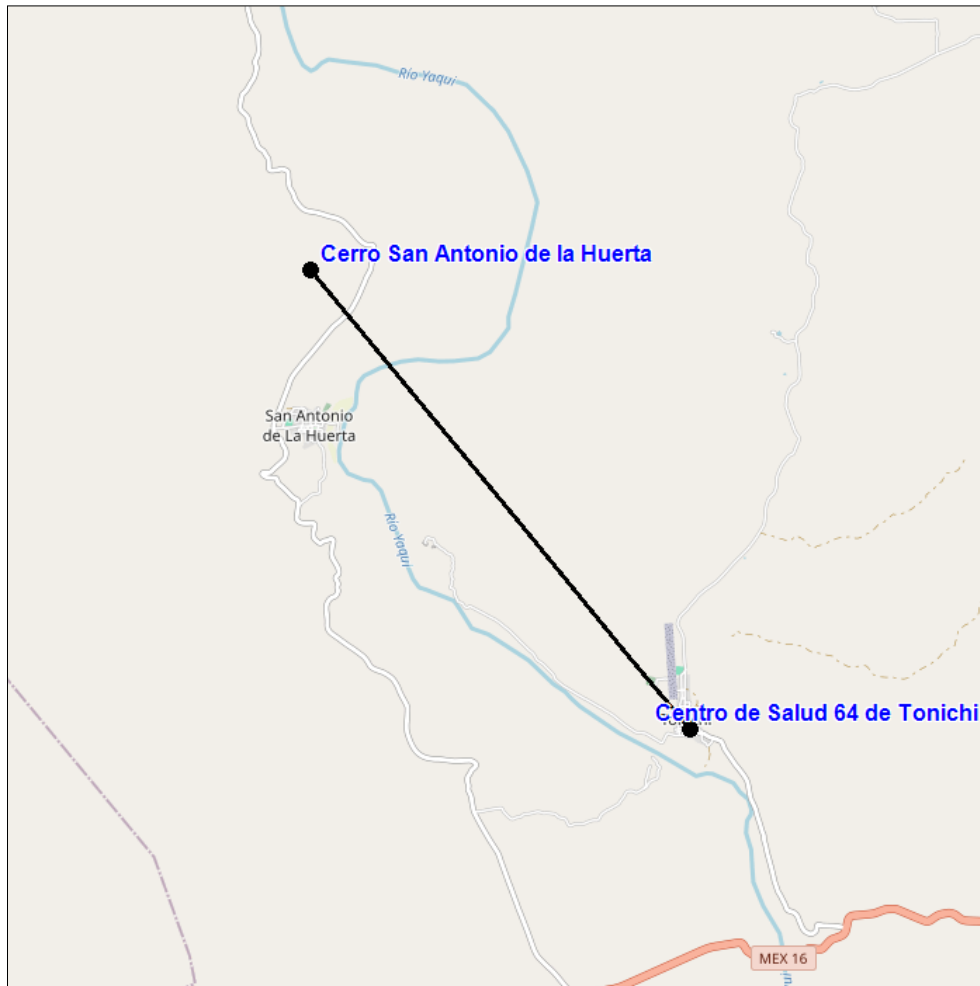 Río Yaqui
Cerro San Antonio de la Huerta
San Antonio
de La Huerta
Río Yaqui
Centro de Salud 64 de Tonichi
MEX 16